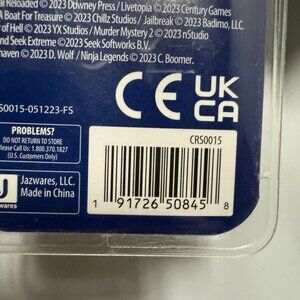 al Reloaded © 2023 Downey Press / Livetopia © 2023 Century Games
A Boat For Treasure © 2023 Chillz Studios / Jailbreak © 2023 Badimo, LLC.
of Hell © 2023 YX Studios / Murder Mystery 2 © 2023 nStudio
and Seek Extreme ©2023 Seek Softworks B.V.
haven © 2023 D. Wolf / Ninja Legends © 2023 C. Boomer.
CE UK
CA
S0015-051223-FS
PROBLEMS?
DO NOT RETURN TO STORE
Please Call Us: 1.800.370.1827
(U.S. Customers Only)
CRS0015
Jazwares, LLC.
Made in China
wares
1 91726 50845 8